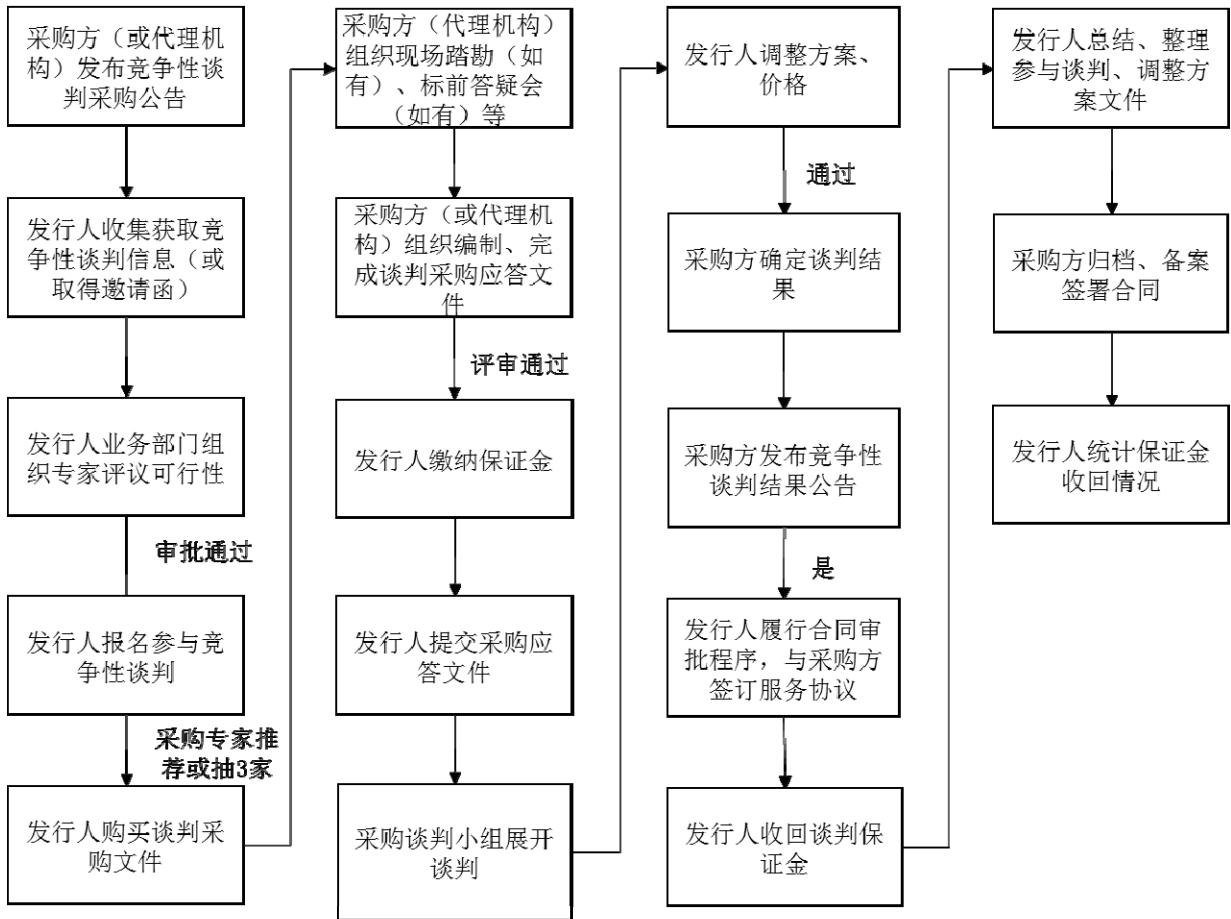 采购方（或代理机
构）发布竞争性谈
判采购公告
发行人收集获取竞
争性谈判信息（或
取得邀请函）
发行人业务部门组
织专家评议可行性
审批通过
发行人报名参与竞
争性谈判
采购专家推
荐或抽3家
发行人购买谈判采
购文件
采购方（代理机构）
组织现场踏勘（如
有）、标前答疑会
（如有）等
采购方（或代理机
构）组织编制、完
成谈判采购应答文
件
评审通过
发行人缴纳保证金
发行人提交采购应
答文件
采购谈判小组展开
谈判
发行人调整方案、
价格
通过
采购方确定谈判结
果
采购方发布竞争性
谈判结果公告
是
发行人履行合同审
批程序，与采购方
签订服务协议
发行人收回谈判保
证金
发行人总结、整理
参与谈判、调整方
案文件
采购方归档、备案
签署合同
发行人统计保证金
收回情况